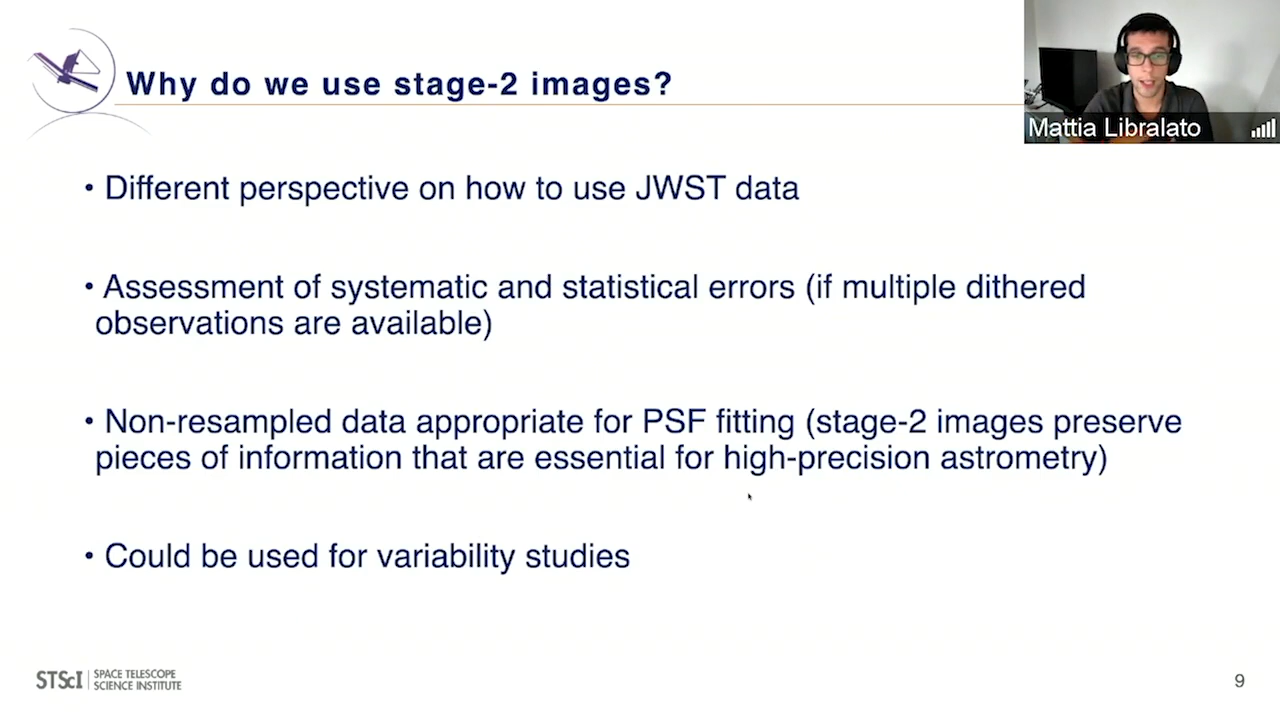 Why do we use stage-2 images?
Mattia Libralato
• Different perspective on how to use JWST data
• Assessment of systematic and statistical errors (if multiple dithered
observations are available)
• Non-resampled data appropriate for PSF fitting (stage-2 images preserve
pieces of information that are essential for high-precision astrometry)
• Could be used for variability studies
STScI | SPACE TELESCOPE
SCIENCE INSTITUTE
9